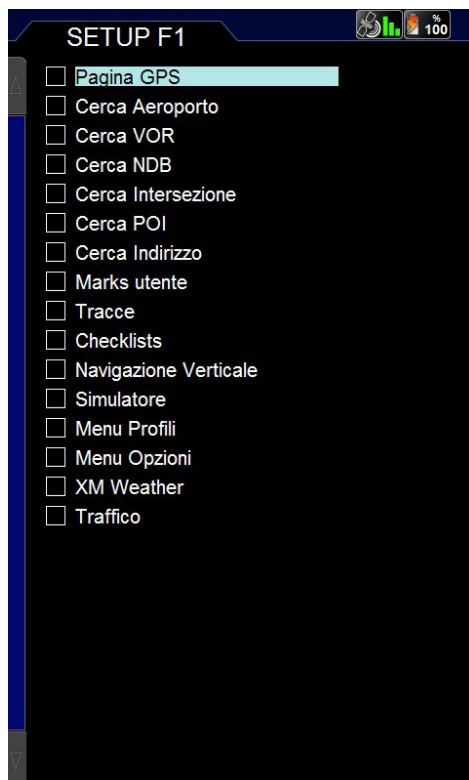 SETUP F1
%
100
Pagina GPS
Cerca Aeroporto
Cerca VOR
Cerca NDB
Cerca Intersezione
Cerca POI
Cerca Indirizzo
Marks utente
Tracce
Checklists
Navigazione Verticale
Simulatore
Menu Profili
Menu Opzioni
XM Weather
Traffico